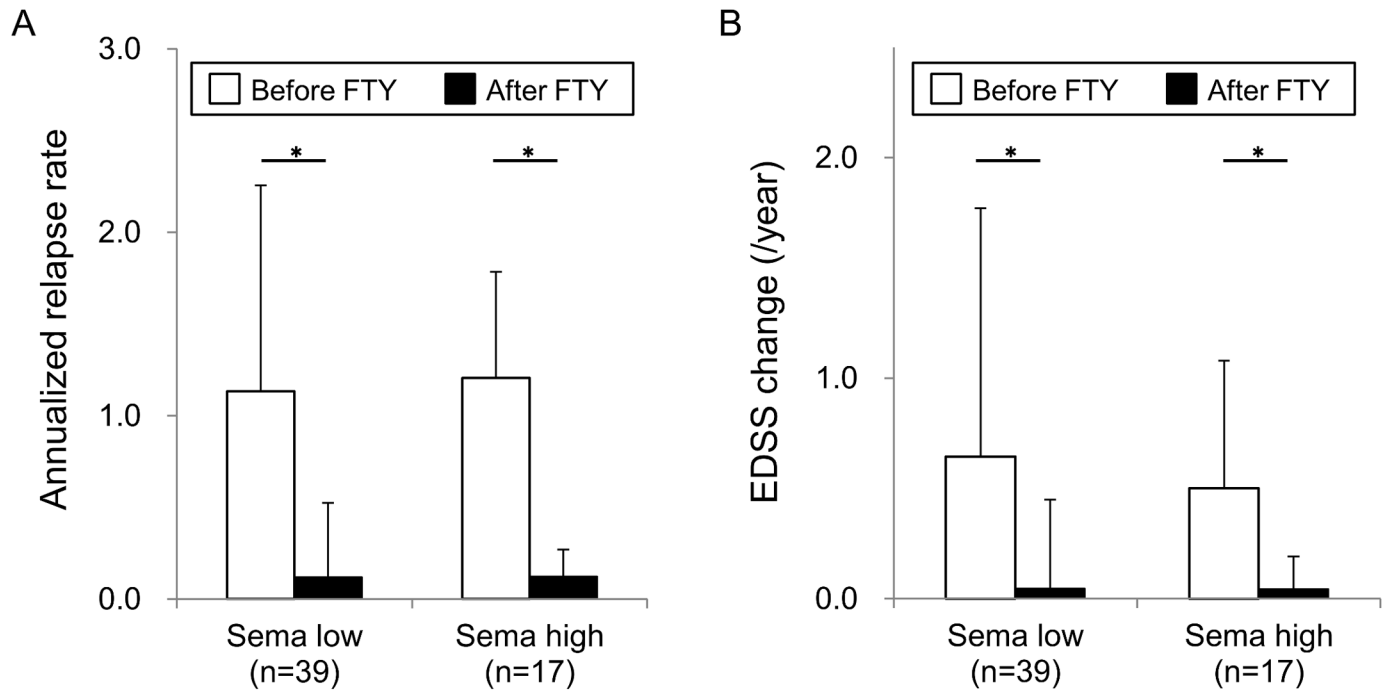 A
Annualized relapse rate
3.0
2.0
1.0
0.0
Before FTY After FTY
* *
Sema low Sema high
(n=39) (n=17)
B
EDSS change (/year)
2.0
1.0
0.0
Before FTY After FTY
* *
Sema low Sema high
(n=39) (n=17)